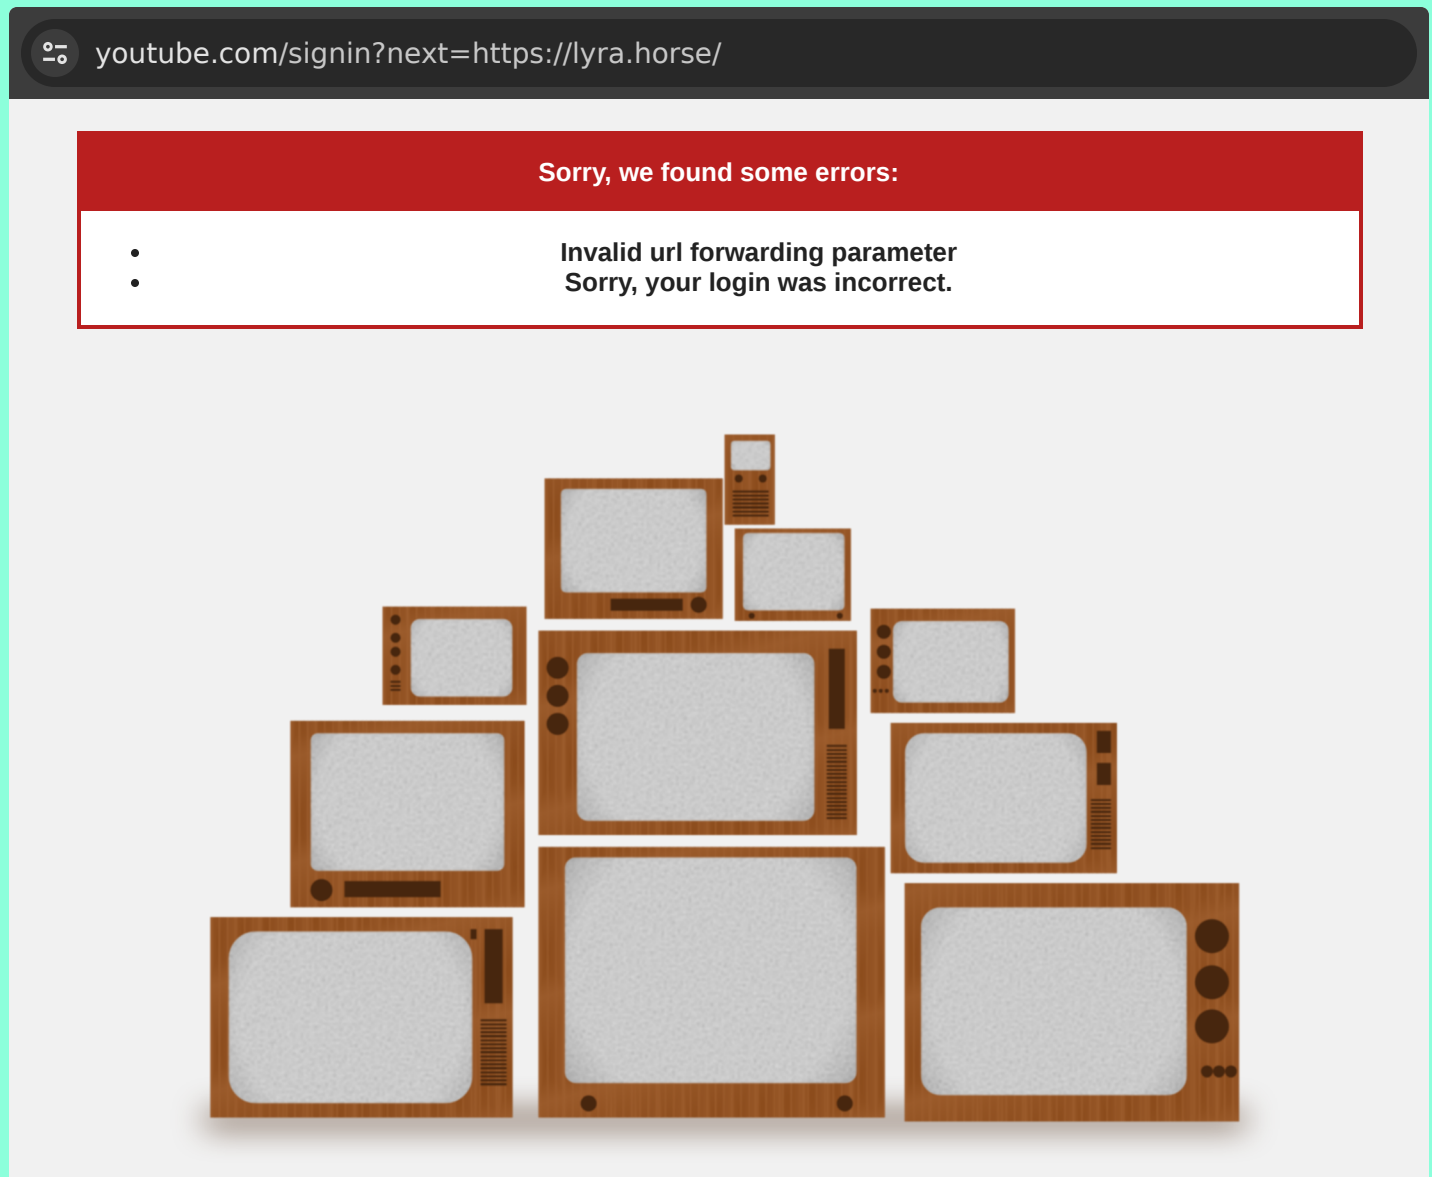 youtube.com/signin?next=https://lyra.horse/
Sorry, we found some errors:
Invalid url forwarding parameter
Sorry, your login was incorrect.